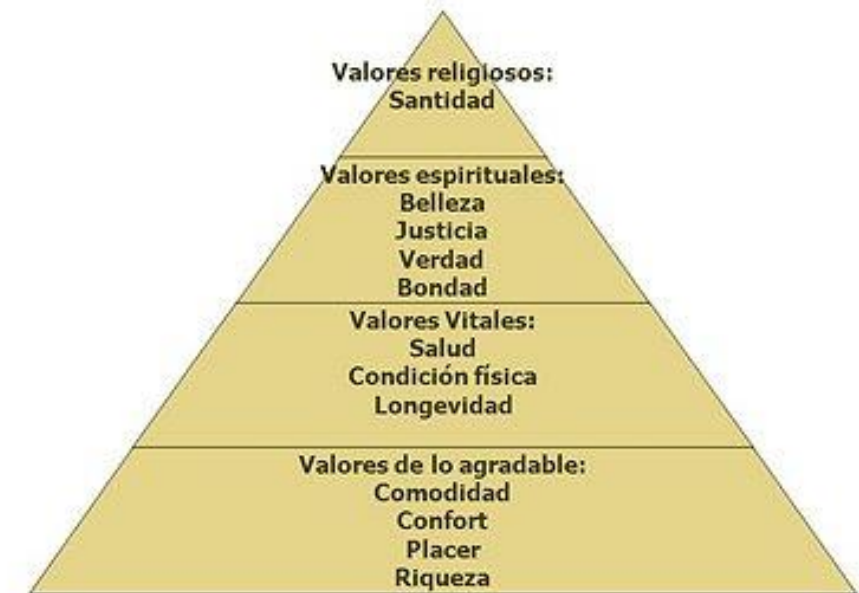 Valores religiosos:
Santidad
Valores espirituales:
Belleza
Justicia
Verdad
Bondad
Valores Vitales:
Salud
Condición física
Longevidad
Valores de lo agradable:
Comodidad
Confort
Placer
Riqueza